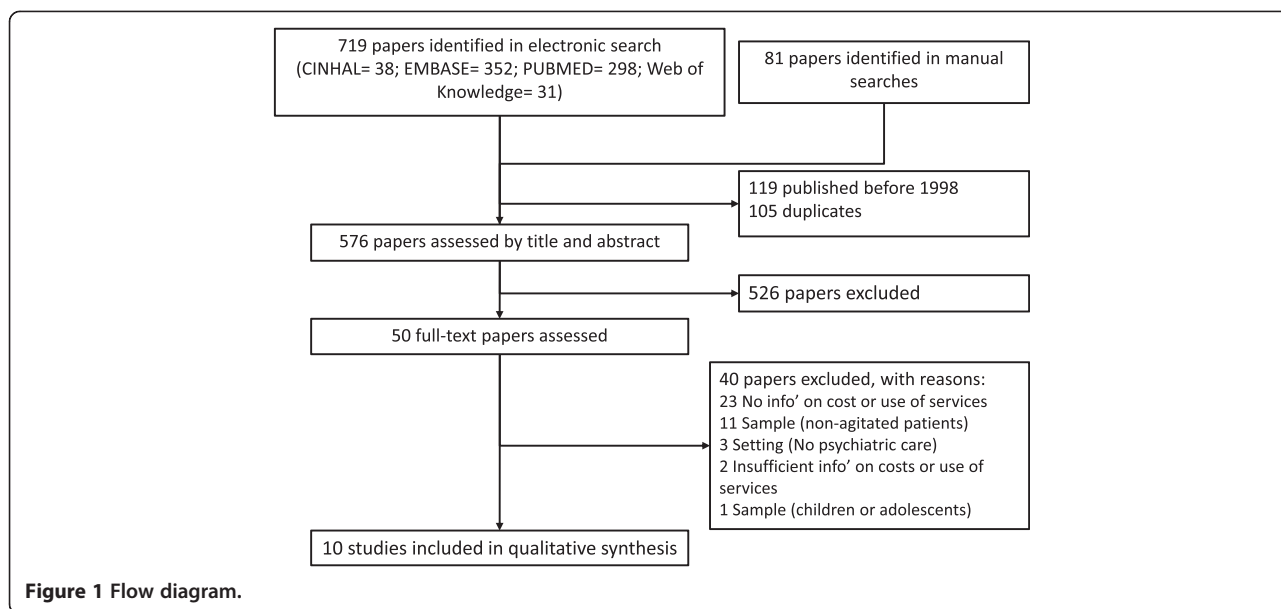 719 papers identified in electronic search
(CINHAL= 38; EMBASE= 352; PUBMED= 298; Web of
Knowledge= 31)
81 papers identified in manual
searches
119 published before 1998
105 duplicates
576 papers assessed by title and abstract
526 papers excluded
50 full-text papers assessed
40 papers excluded, with reasons:
23 No info’ on cost or use of services
11 Sample (non-agitated patients)
3 Setting (No psychiatric care)
2 Insufficient info’ on costs or use of
services
1 Sample (children or adolescents)
10 studies included in qualitative synthesis
Figure 1 Flow diagram.